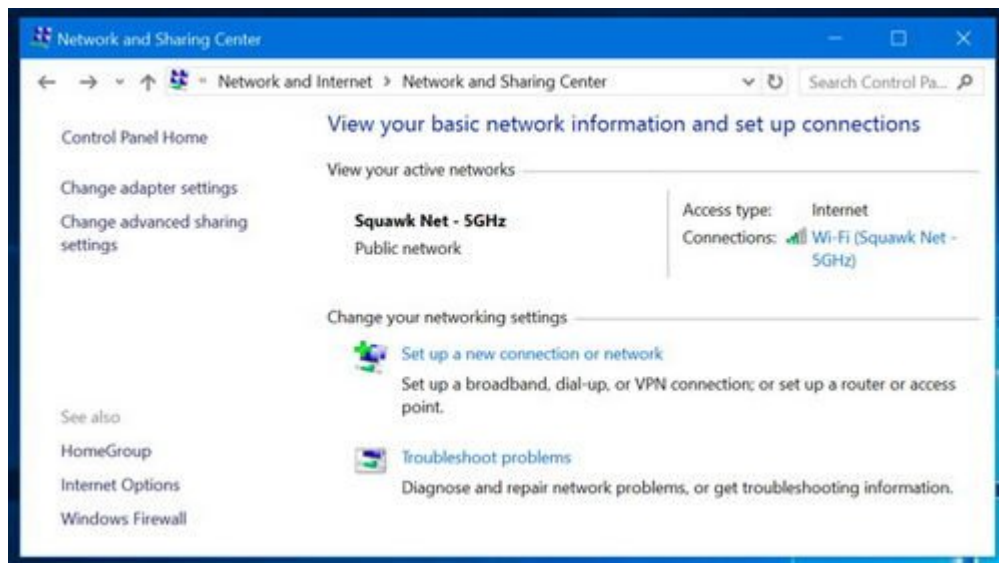 Network and Sharing Center
Network and Internet > Network and Sharing Center
Search Control Pa...
Control Panel Home
Change adapter settings
Change advanced sharing
settings
See also
HomeGroup
Internet Options
Windows Firewall
View your basic network information and set up connections
View your active networks
Squawk Net - 5GHz
Public network
Access type: Internet
Connections: Wi-Fi (Squawk Net -
5GHz)
Change your networking settings
Set up a new connection or network
Set up a broadband, dial-up, or VPN connection; or set up a router or access
point.
Troubleshoot problems
Diagnose and repair network problems, or get troubleshooting information.